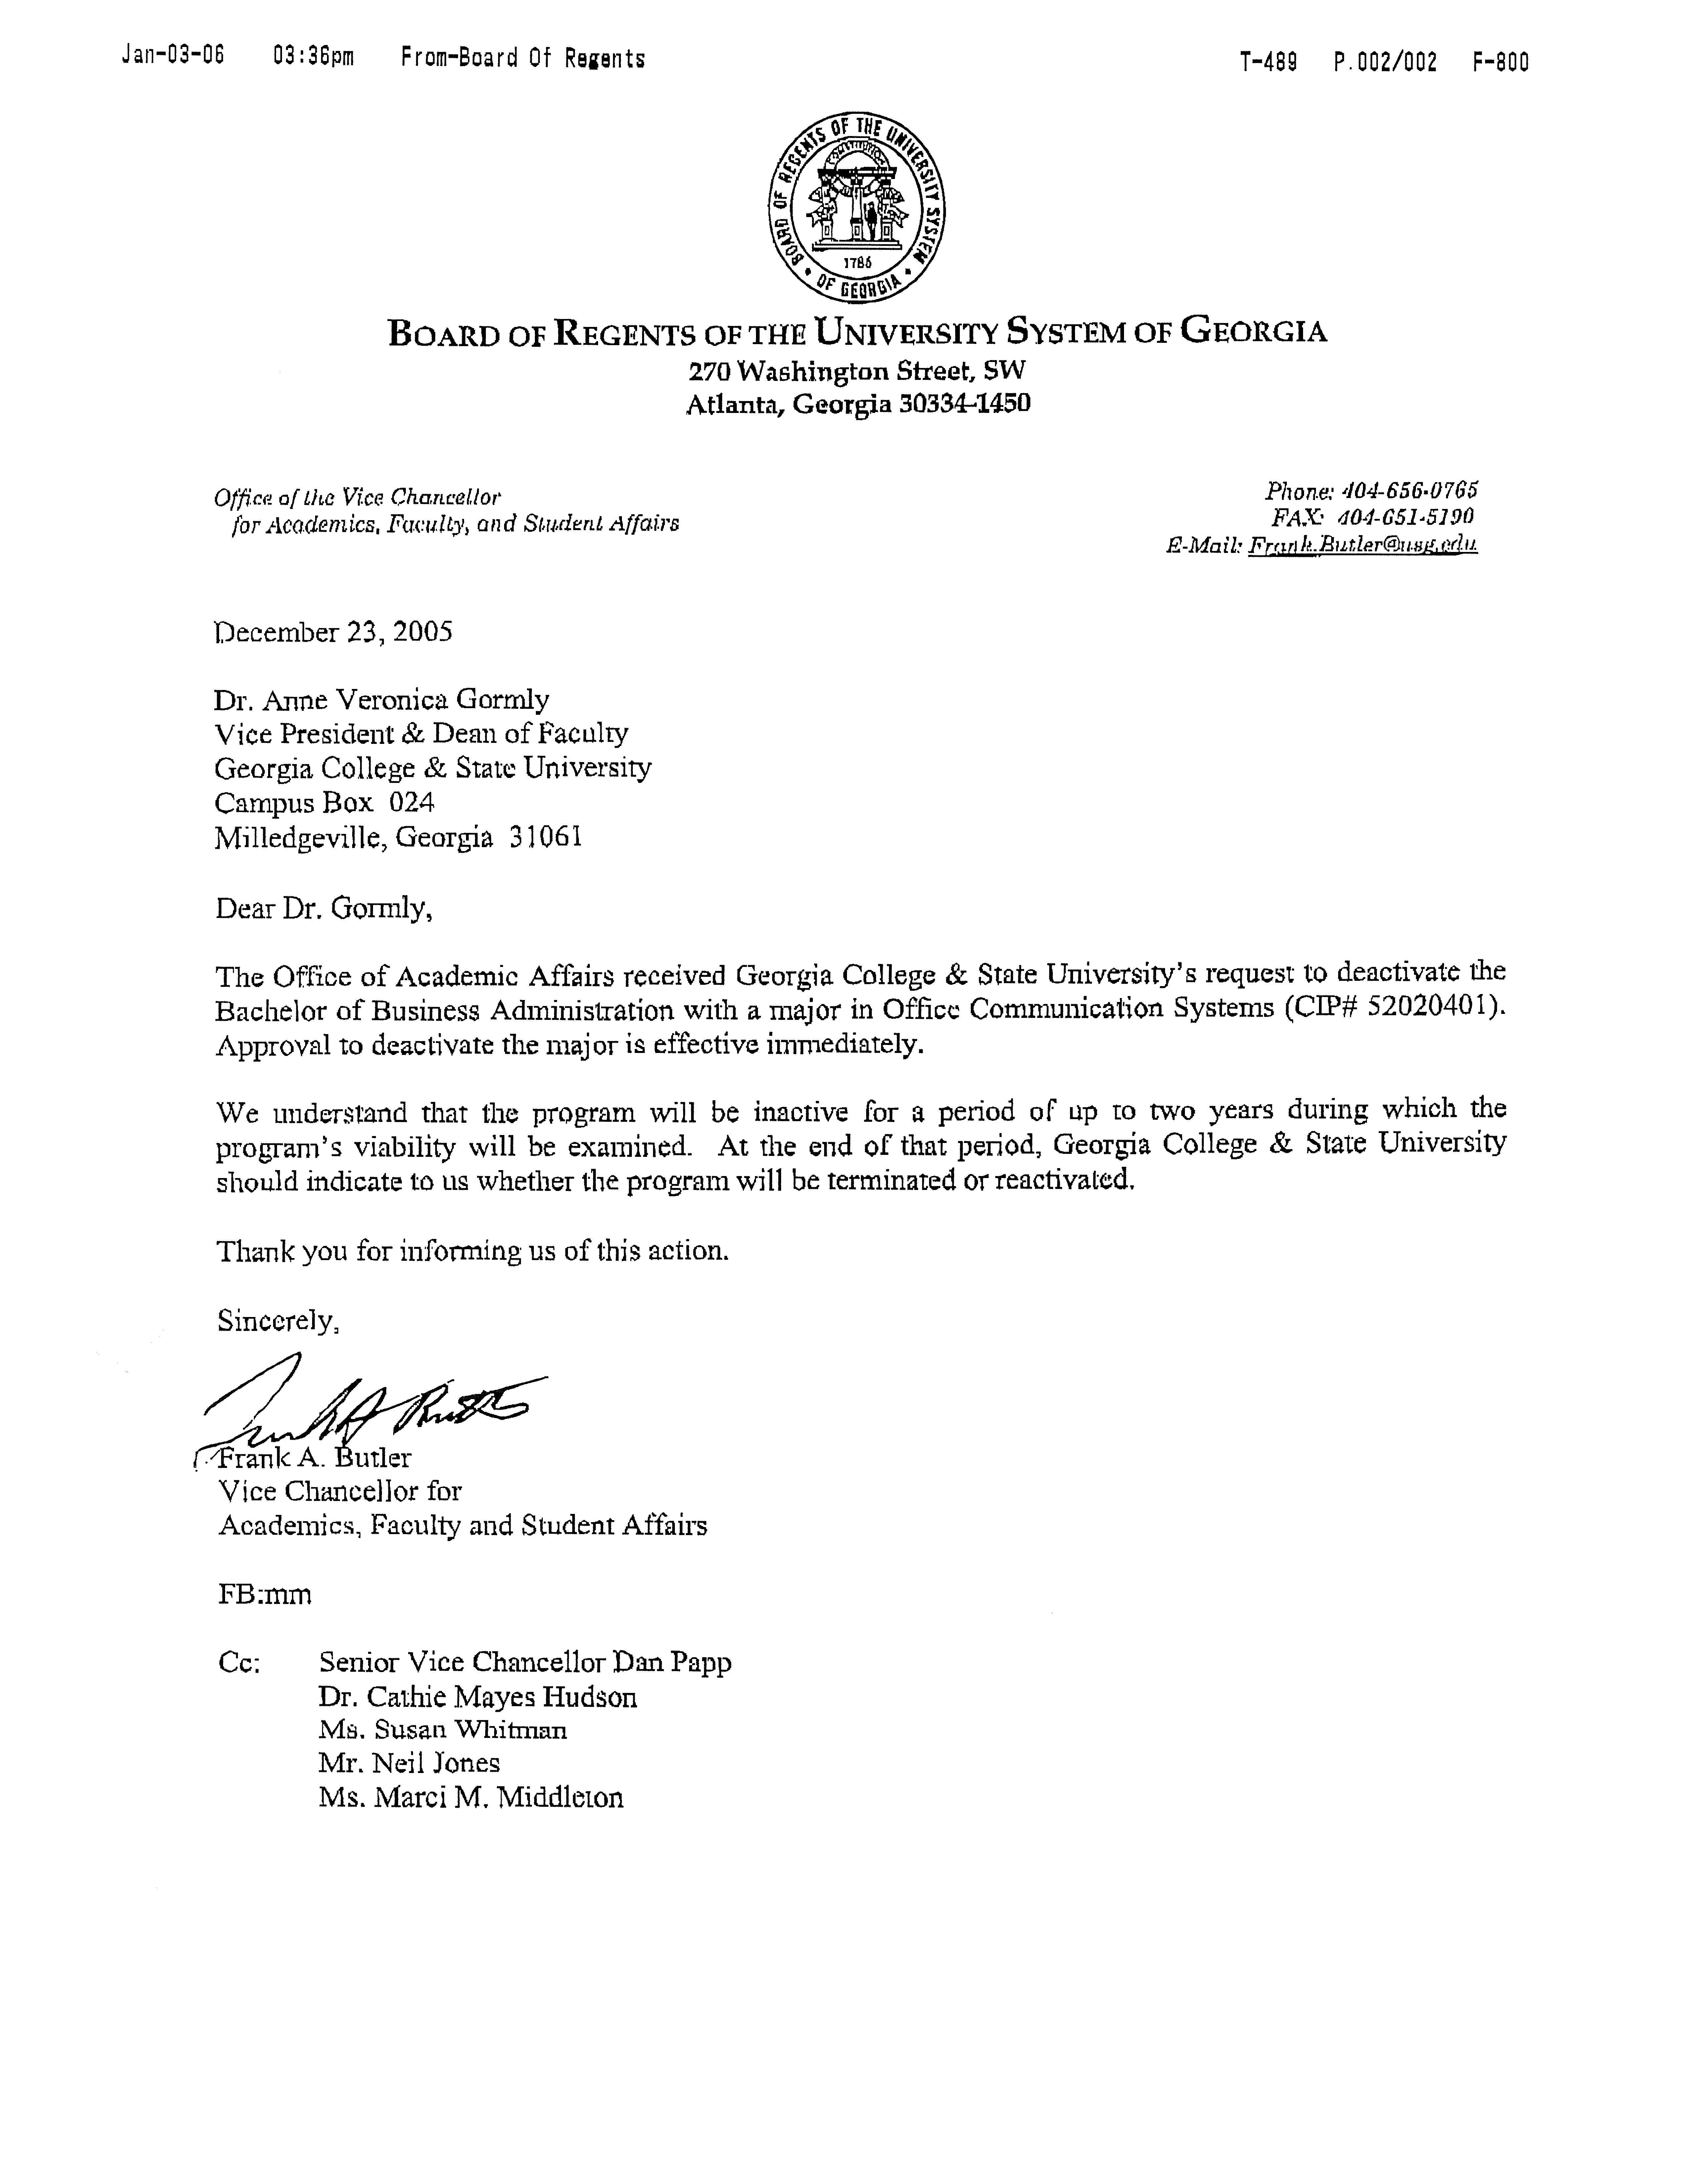 Jan-03-06 03:36pm From-Board Of Regents T-489 P.002/002 F-800
BOARD OF REGENTS OF THE UNIVERSITY SYSTEM OF GEORGIA
CONSTITUTION
1785
BOARD OF REGENTS OF THE UNIVERSITY SYSTEM OF GEORGIA
270 Washington Street, SW
Atlanta, Georgia 30334-1450
Office of the Vice Chancellor
for Academics, Faculty, and Student Affairs
Phone: 404-656-0765
FAX: 404-651-5190
E-Mail: Frank.Butler@usg.edu
December 23, 2005
Dr. Anne Veronica Gormly
Vice President & Dean of Faculty
Georgia College & State University
Campus Box 024
Milledgeville, Georgia 31061
Dear Dr. Gormly,
The Office of Academic Affairs received Georgia College & State University's request to deactivate the
Bachelor of Business Administration with a major in Office Communication Systems (CIP# 52020401).
Approval to deactivate the major is effective immediately.
We understand that the program will be inactive for a period of up to two years during which the
program's viability will be examined. At the end of that period, Georgia College & State University
should indicate to us whether the program will be terminated or reactivated.
Thank you for informing us of this action.
Sincerely,
Frank A. Butler
Vice Chancellor for
Academics, Faculty and Student Affairs
FB:mm
Cc: Senior Vice Chancellor Dan Papp
Dr. Cathie Mayes Hudson
Ms. Susan Whitman
Mr. Neil Jones
Ms. Marci M. Middleton